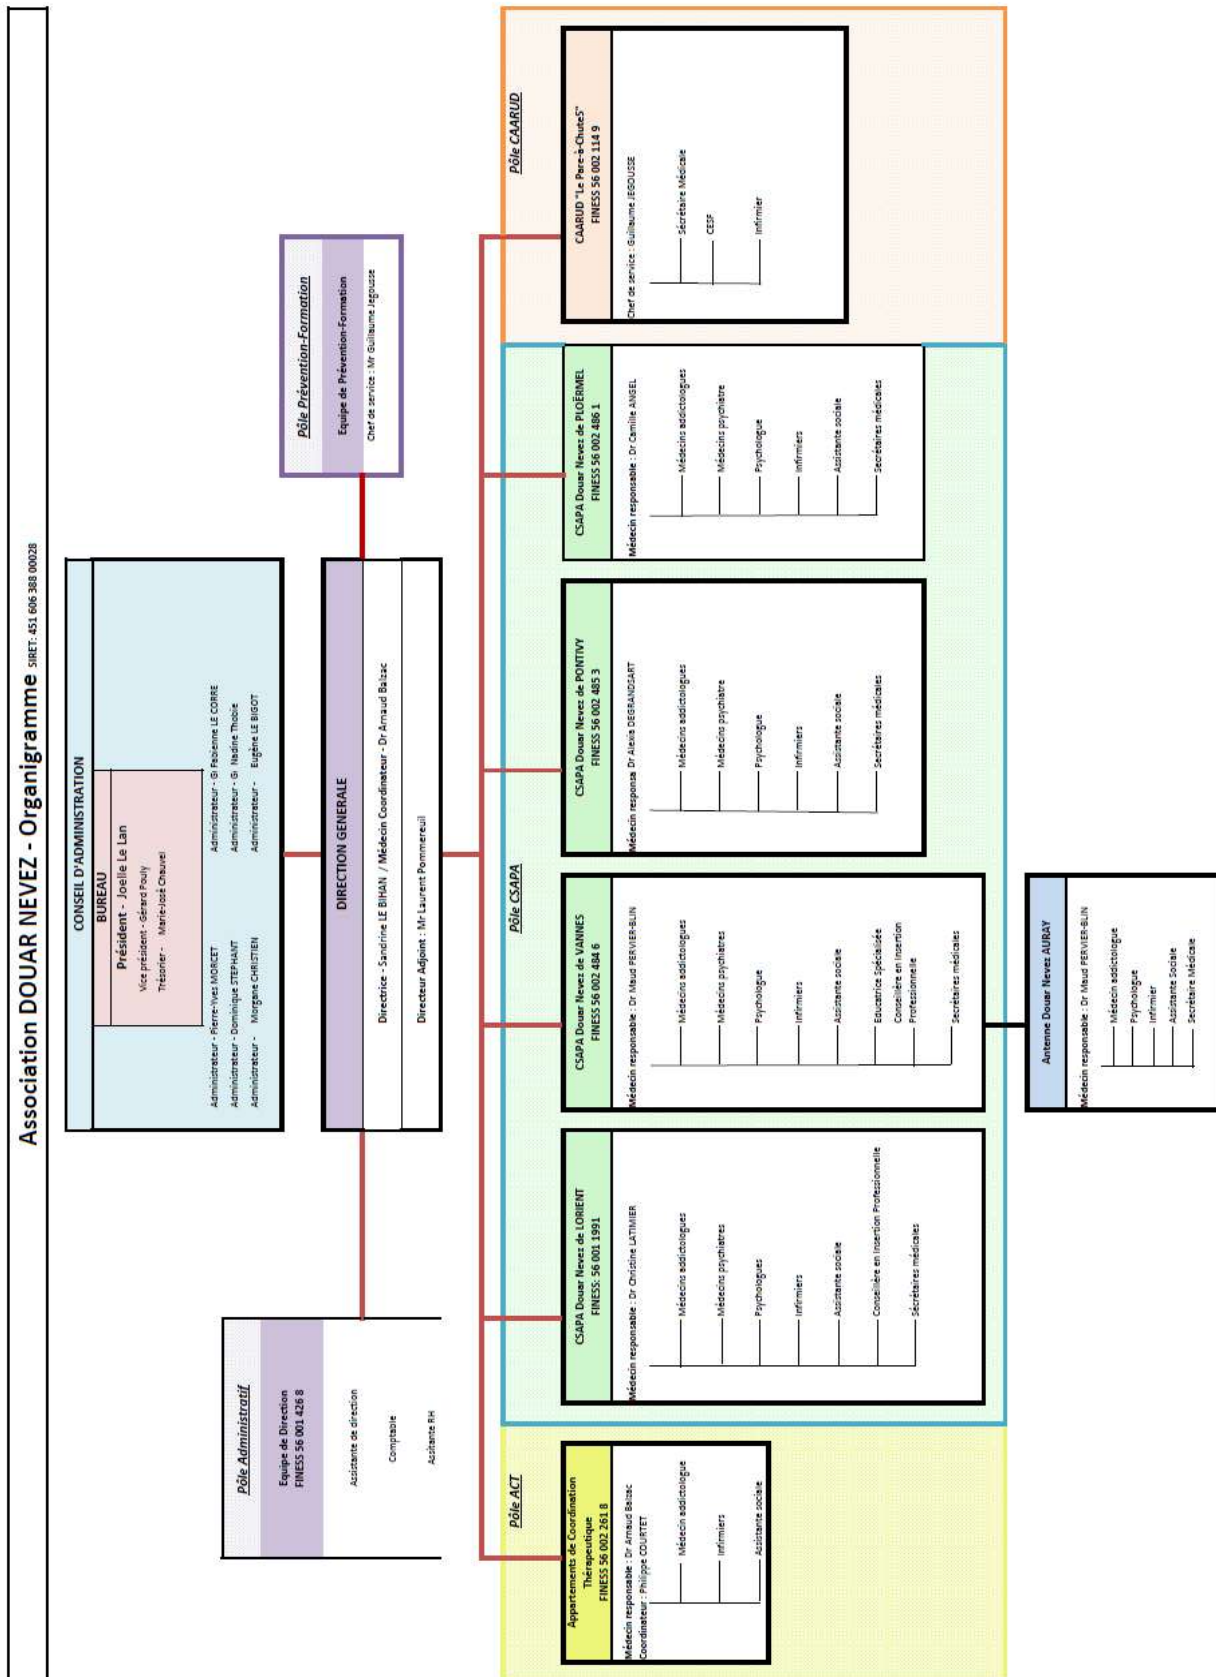 Association DOUAR NEVEZ - Organigramme SIRET: 451 606 388 00028
CONSEIL D'ADMINISTRATION
BUREAU
Président - Joelle Le Lan
Vice président - Gérard Pouly
Trésorier - Marie-José Chauvel
Administrateur - Pierre-Yves MORCET Administrateur - Gi Fabienne LE CORRE
Administrateur - Dominique STEPHANT Administrateur - Gi Nadine Thobie
Administrateur - Morgane CHRISTIEN Administrateur - Eugène LE BIGOT
Pôle Administratif
Equipe de Direction
FINESS 56 001 426 8
Assistante de direction
Comptable
Assitante RH
DIRECTION GENERALE
Directrice - Sandrine LE BIHAN / Médecin Coordinateur - Dr Arnaud Balzac
Directeur Adjoint : Mr Laurent Pommereuil
Pôle Prévention-Formation
Equipe de Prévention-Formation
Chef de service : Mr Guillaume Jegousse
Pôle ACT
Appartements de Coordination
Thérapeutique
FINESS 56 002 261 8
Médecin responsable : Dr Arnaud Balzac
Coordinateur : Philippe COURTET
Médecin addictologue
Infirmiers
Assistante sociale
Pôle CSAPA
CSAPA Douar Nevez de LORIENT
FINESS: 56 001 1991
Médecin responsable : Dr Christine LATIMIER
Médecins addictologues
Médecins psychiatres
Psychologues
Infirmiers
Assistante sociale
Conseillère en Insertion Professionnelle
Sécrétaires médicales
CSAPA Douar Nevez de VANNES
FINESS 56 002 484 6
Médecin responsable : Dr Maud PERVIER-BLIN
Médecins addictologues
Médecins psychiatres
Psychologue
Infirmiers
Assistante sociale
Educatrice Spécialisée
Conseillère en Insertion
Professionnelle
Secrétaires médicales
CSAPA Douar Nevez de PONTIVY
FINESS 56 002 485 3
Médecin responsa Dr Alexia DEGRANDSART
Médecins addictologues
Médecins psychiatre
Psychologue
Infirmiers
Assistante sociale
Secrétaires médicales
CSAPA Douar Nevez de PLOËRMEL
FINESS 56 002 486 1
Médecin responsable : Dr Camille ANGEL
Médecins addictologues
Médecins psychiatre
Psychologue
Infirmiers
Assistante sociale
Secrétaires médicales
Pôle CAARUD
CAARUD "Le Pare-à-ChuteS"
FINESS 56 002 114 9
Chef de service : Guillaume JEGOUSSE
Sécrétaire Médicale
CESF
Infirmier
Antenne Douar Nevez AURAY
Médecin responsable : Dr Maud PERVIER-BLIN
Médecin addictologue
Psychologue
Infirmier
Assistante Sociale
Secrétaire Médicale